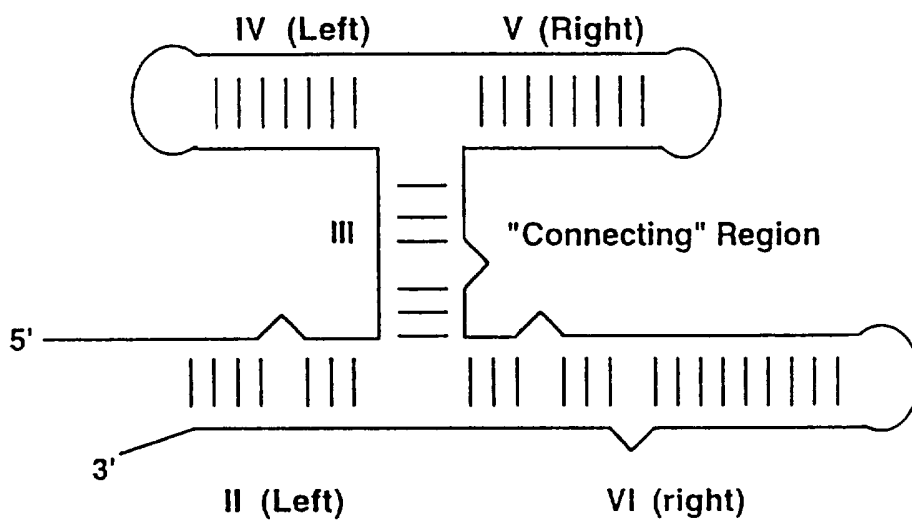 IV (Left) V (Right)
III "Connecting" Region
5'
3'
II (Left) VI (right)